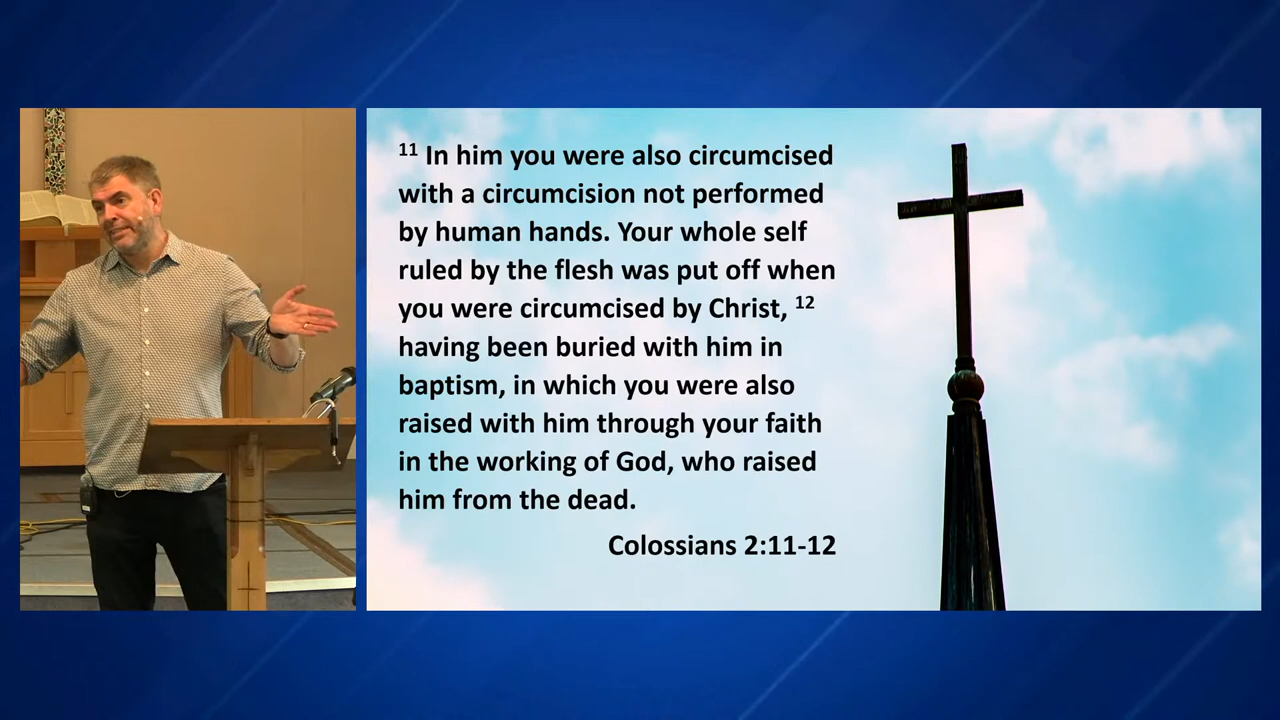 ¹¹ In him you were also circumcised
with a circumcision not performed
by human hands. Your whole self
ruled by the flesh was put off when
you were circumcised by Christ, ¹²
having been buried with him in
baptism, in which you were also
raised with him through your faith
in the working of God, who raised
him from the dead.
Colossians 2:11-12